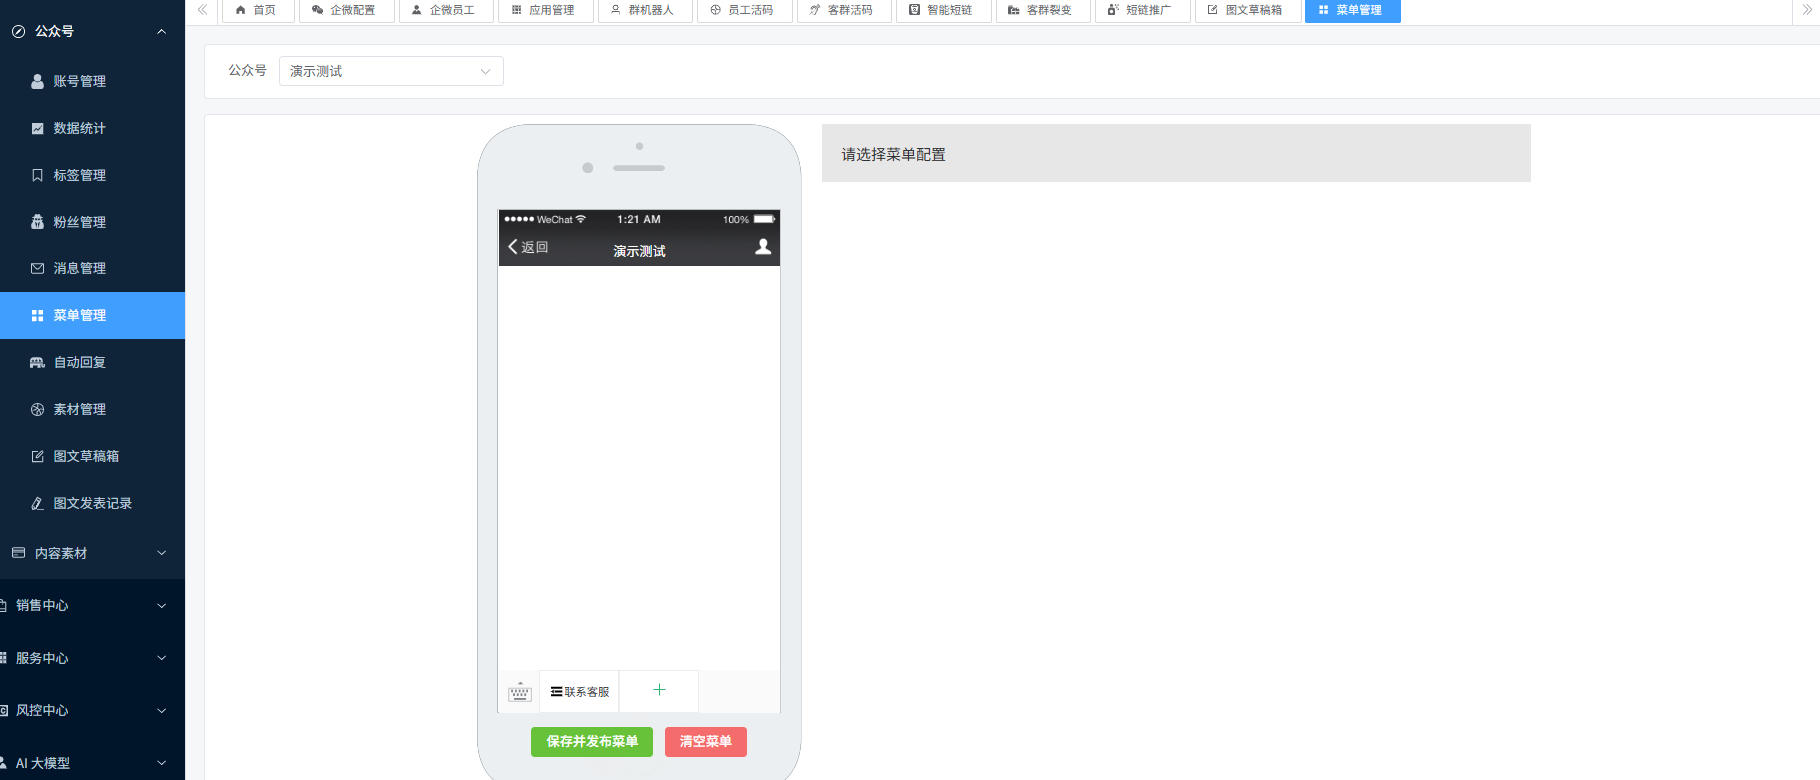 首页 企微配置 企微员工 应用管理 群机器人 员工活码 客群活码 智能短链 客群裂变 短链推广 图文草稿箱 菜单管理
公众号
账号管理
数据统计
标签管理
粉丝管理
消息管理
菜单管理
自动回复
素材管理
图文草稿箱
图文发表记录
内容素材
销售中心
服务中心
风控中心
AI 大模型
公众号 演示测试
WeChat 1:21 AM 100%
返回 演示测试
联系客服
保存并发布菜单 清空菜单
请选择菜单配置